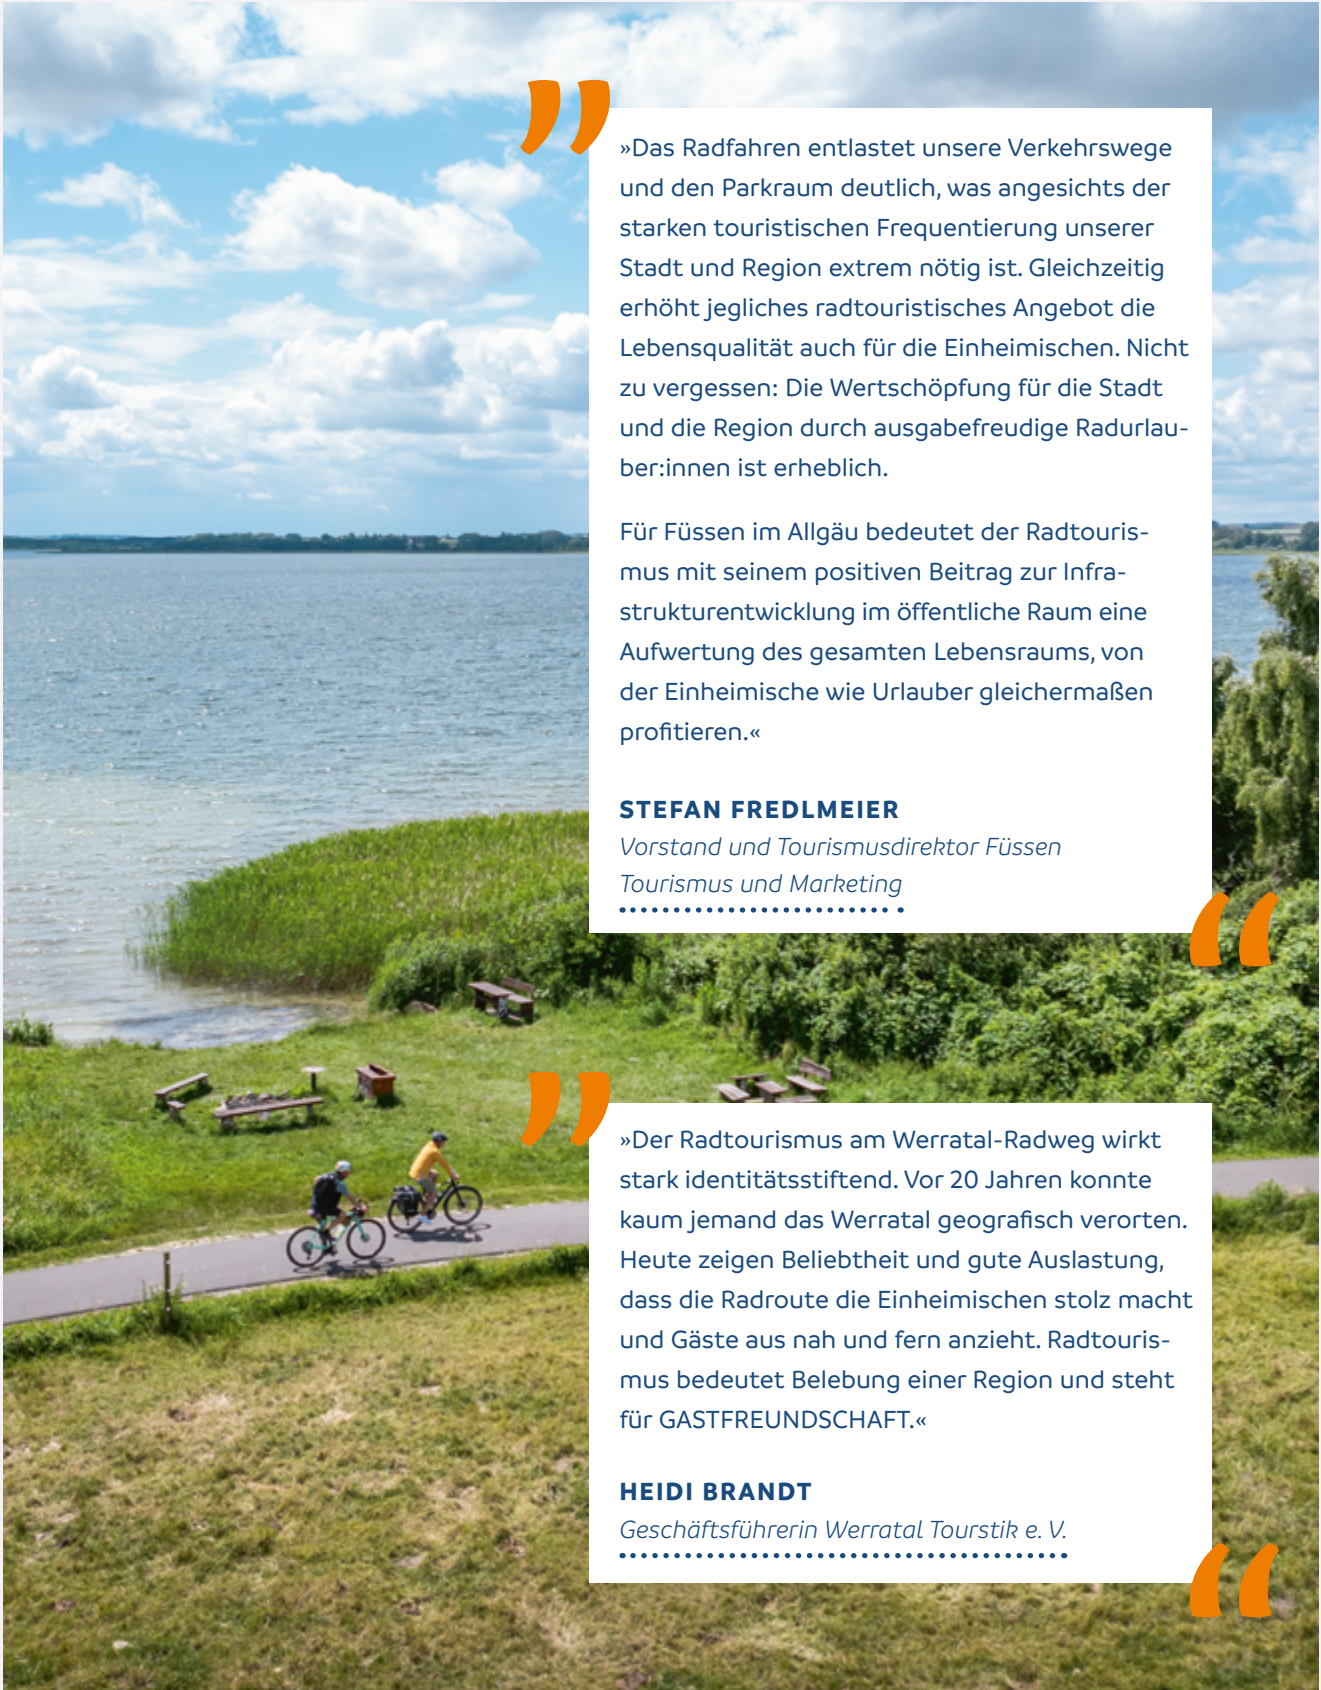 »Das Radfahren entlastet unsere Verkehrswege
und den Parkraum deutlich, was angesichts der
starken touristischen Frequentierung unserer
Stadt und Region extrem nötig ist. Gleichzeitig
erhöht jegliches radtouristisches Angebot die
Lebensqualität auch für die Einheimischen. Nicht
zu vergessen: Die Wertschöpfung für die Stadt
und die Region durch ausgabefreudige Radurlau-
ber:innen ist erheblich.
Für Füssen im Allgäu bedeutet der Radtouris-
mus mit seinem positiven Beitrag zur Infra-
strukturentwicklung im öffentliche Raum eine
Aufwertung des gesamten Lebensraums, von
der Einheimische wie Urlauber gleichermaßen
profitieren.«
STEFAN FREDLMEIER
Vorstand und Tourismusdirektor Füssen
Tourismus und Marketing
»Der Radtourismus am Werratal-Radweg wirkt
stark identitätsstiftend. Vor 20 Jahren konnte
kaum jemand das Werratal geografisch verorten.
Heute zeigen Beliebtheit und gute Auslastung,
dass die Radroute die Einheimischen stolz macht
und Gäste aus nah und fern anzieht. Radtouris-
mus bedeutet Belebung einer Region und steht
für GASTFREUNDSCHAFT.«
HEIDI BRANDT
Geschäftsführerin Werratal Tourstik e. V.